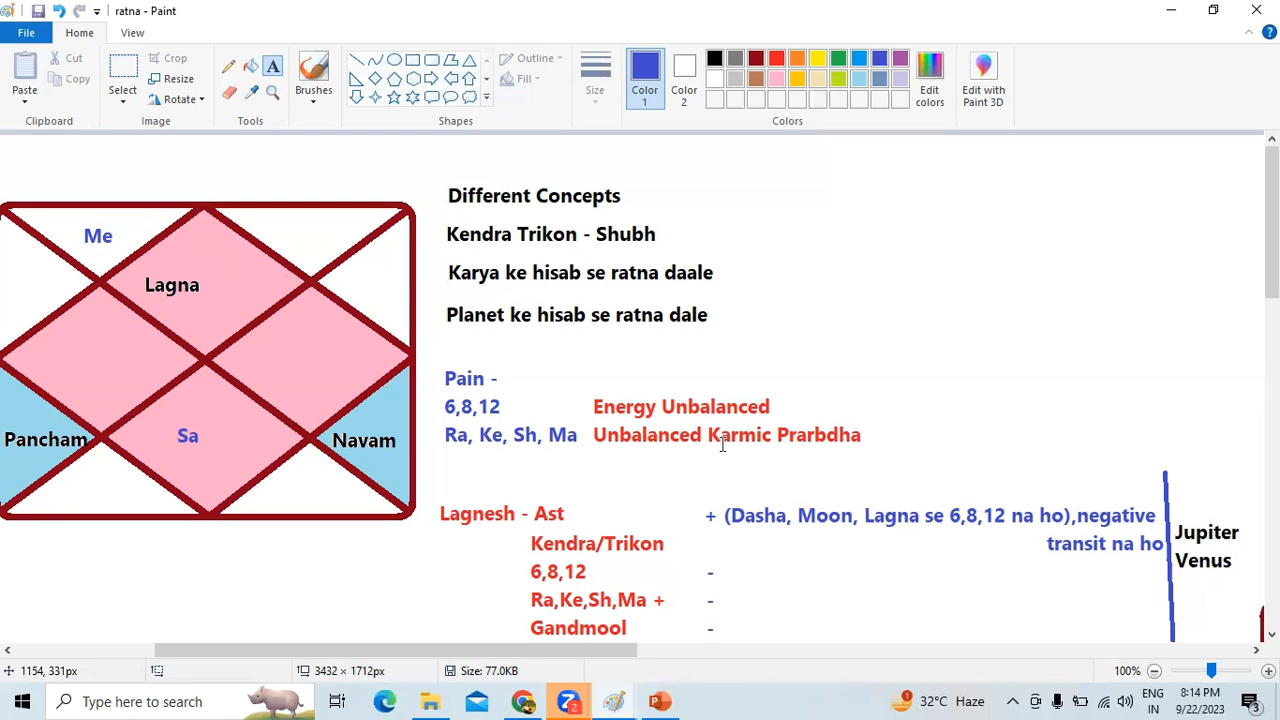 ratna - Paint
File Home View
Paste
Cut
Copy
Clipboard
Select
Crop
Resize
Rotate
Image
Tools
Brushes
Shapes
Outline
Fill
Size
Color 1
Color 2
Colors
Edit colors
Edit with Paint 3D
Me
Lagna
Pancham
Sa
Navam
Different Concepts
Kendra Trikon - Shubh
Karya ke hisab se ratna daale
Planet ke hisab se ratna dale
Pain -
6,8,12 Energy Unbalanced
Ra, Ke, Sh, Ma Unbalanced Karmic Prarbdha
Lagnesh - Ast + (Dasha, Moon, Lagna se 6,8,12 na ho),negative
Kendra/Trikon transit na ho
6,8,12 -
Ra,Ke,Sh,Ma + -
Gandmool -
Jupiter
Venus
1154, 331px 3432 × 1712px Size: 77.0KB 100%
Type here to search
2
1
32°C Haze
ENG
IN
8:14 PM
9/22/2023
3